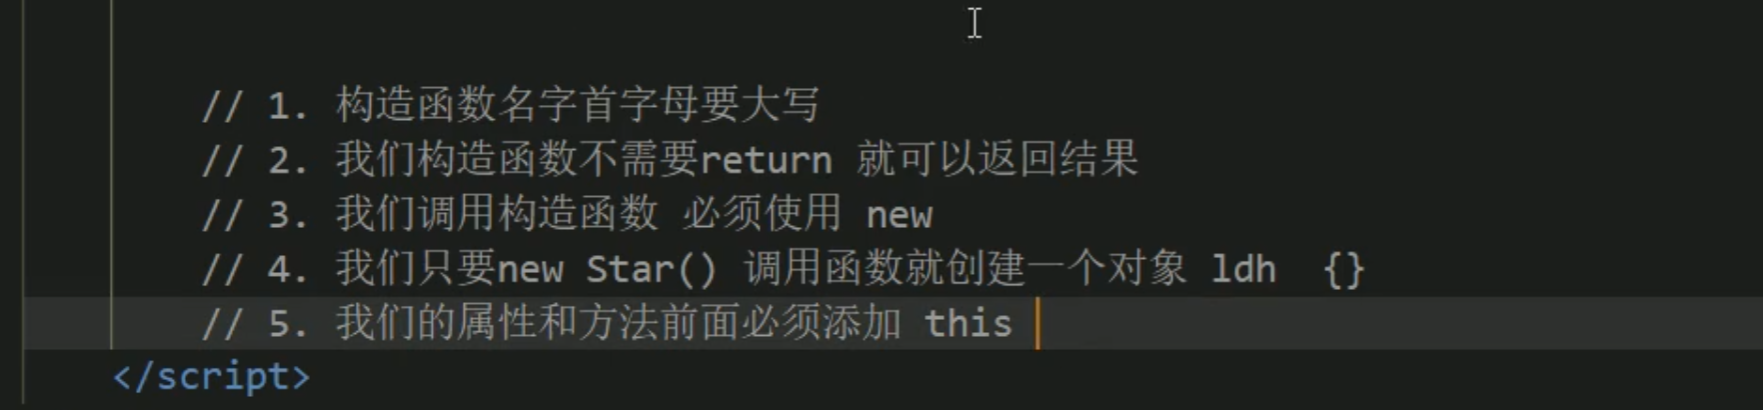 // 1. 构造函数名字首字母要大写
// 2. 我们构造函数不需要return 就可以返回结果
// 3. 我们调用构造函数 必须使用 new
// 4. 我们只要new Star() 调用函数就创建一个对象 ldh  {}
// 5. 我们的属性和方法前面必须添加 this
</script>